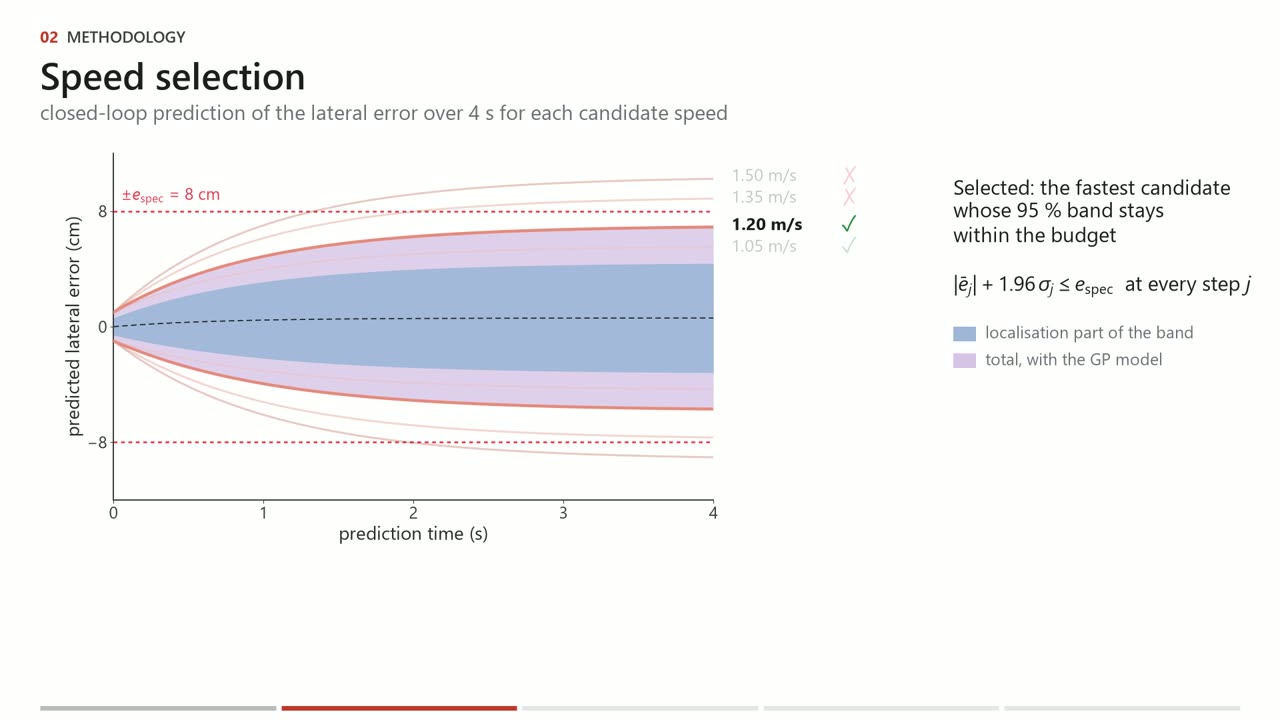 02 METHODOLOGY
Speed selection
closed-loop prediction of the lateral error over 4 s for each candidate speed
±e_spec = 8 cm
8
0
−8
predicted lateral error (cm)
0 1 2 3 4
prediction time (s)
1.50 m/s ✗
1.35 m/s ✗
1.20 m/s ✓
1.05 m/s ✓
Selected: the fastest candidate
whose 95 % band stays
within the budget
|ē_j| + 1.96 σ_j ≤ e_spec at every step j
localisation part of the band
total, with the GP model